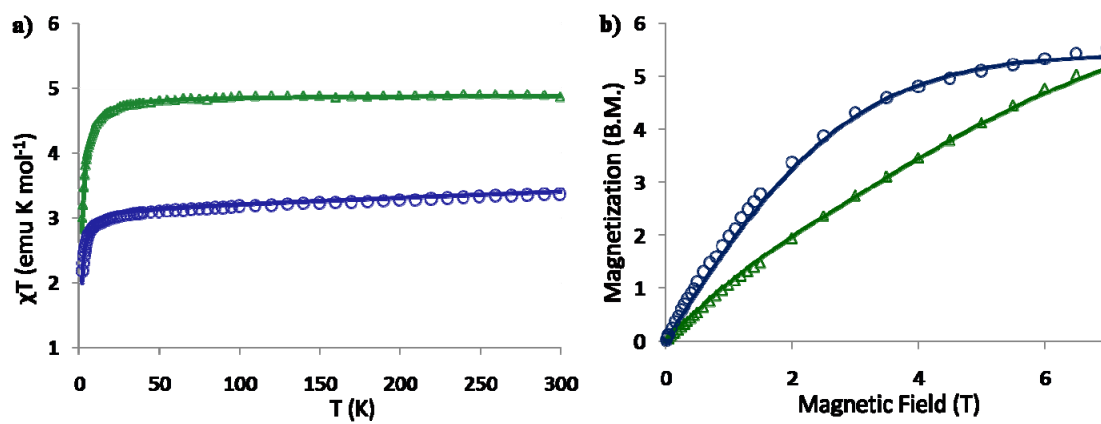 a)
χT (emu K mol⁻¹)
6
5
4
3
2
1
0 50 100 150 200 250 300
T (K)
b)
Magnetization (B.M.)
6
5
4
3
2
1
0
0 2 4 6
Magnetic Field (T)